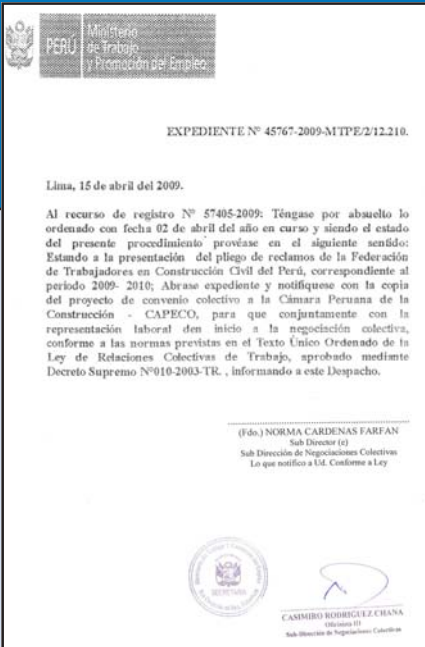 PERÚ
Ministerio
de Trabajo
y Promoción del Empleo
EXPEDIENTE Nº 45767-2009-MTPE/2/12.210.
Lima, 15 de abril del 2009.
Al recurso de registro Nº 57405-2009: Téngase por absuelto lo
ordenado con fecha 02 de abril del año en curso y siendo el estado
del presente procedimiento provéase en el siguiente sentido:
Estando a la presentación del pliego de reclamos de la Federación
de Trabajadores en Construcción Civil del Perú, correspondiente al
periodo 2009- 2010; Abrase expediente y notifíquese con la copia
del proyecto de convenio colectivo a la Cámara Peruana de la
Construcción - CAPECO, para que conjuntamente con la
representación laboral den inicio a la negociación colectiva,
conforme a las normas previstas en el Texto Único Ordenado de la
Ley de Relaciones Colectivas de Trabajo, aprobado mediante
Decreto Supremo Nº010-2003-TR. , informando a este Despacho.
(Fdo.) NORMA CARDENAS FARFAN
Sub Director (e)
Sub Dirección de Negociaciones Colectivas
Lo que notifico a Ud. Conforme a Ley
SECRETARIA
CASIMIRO RODRIGUEZ CHANA
Oficinista III
Sub-Dirección de Negociaciones Colectivas